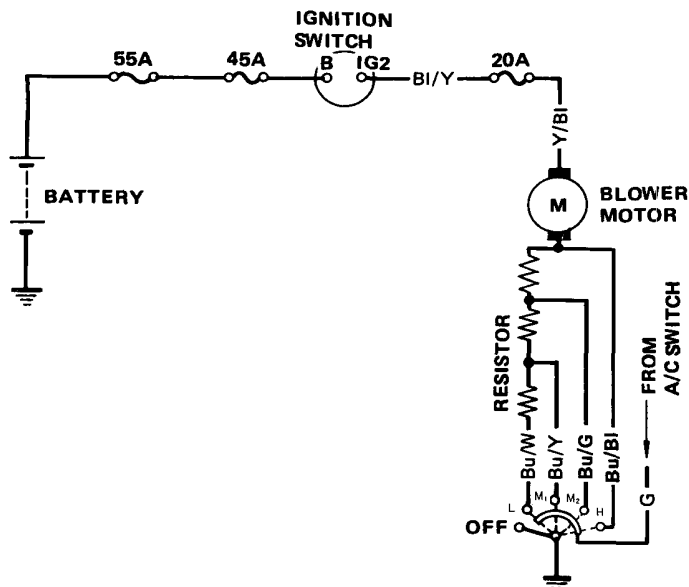 IGNITION
SWITCH
55A
45A
B
IG2
Bl/Y
20A
Y/Bl
BATTERY
M
BLOWER
MOTOR
RESISTOR
FROM
A/C SWITCH
Bu/W
Bu/Y
Bu/G
Bu/Bl
G
L
M₁
M₂
H
OFF